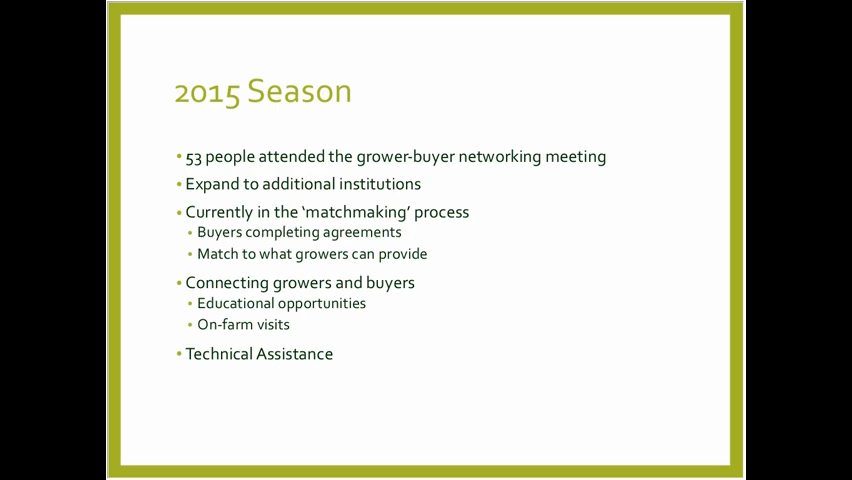 2015 Season
• 53 people attended the grower-buyer networking meeting
• Expand to additional institutions
• Currently in the ‘matchmaking’ process
• Buyers completing agreements
• Match to what growers can provide
• Connecting growers and buyers
• Educational opportunities
• On-farm visits
• Technical Assistance